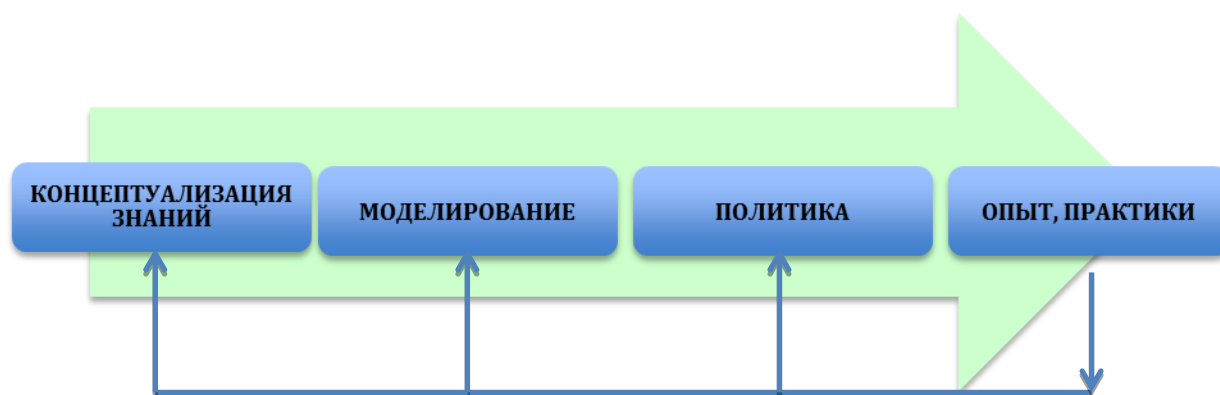 КОНЦЕПТУАЛИЗАЦИЯ
ЗНАНИЙ
МОДЕЛИРОВАНИЕ
ПОЛИТИКА
ОПЫТ, ПРАКТИКИ